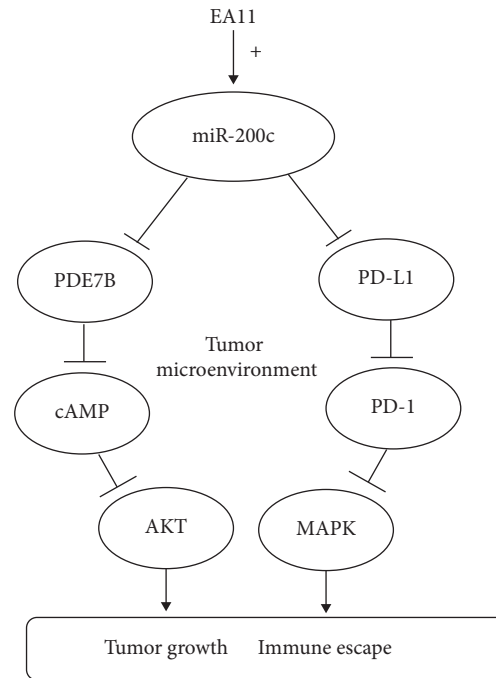 EA11
+
miR-200c
PDE7B
PD-L1
Tumor
microenvironment
cAMP
PD-1
AKT
MAPK
Tumor growth Immune escape